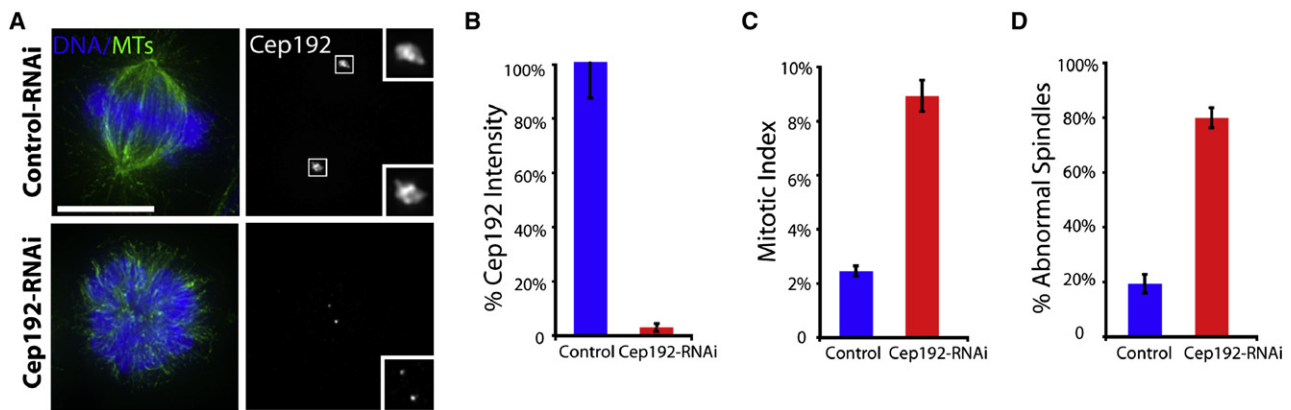 A
Control-RNAi
DNA/MTs
Cep192
Cep192-RNAi
B
% Cep192 Intensity
100%
80%
60%
40%
20%
0
Control Cep192-RNAi
C
Mitotic Index
10%
8%
6%
4%
2%
0%
Control Cep192-RNAi
D
% Abnormal Spindles
100%
80%
60%
40%
20%
0
Control Cep192-RNAi